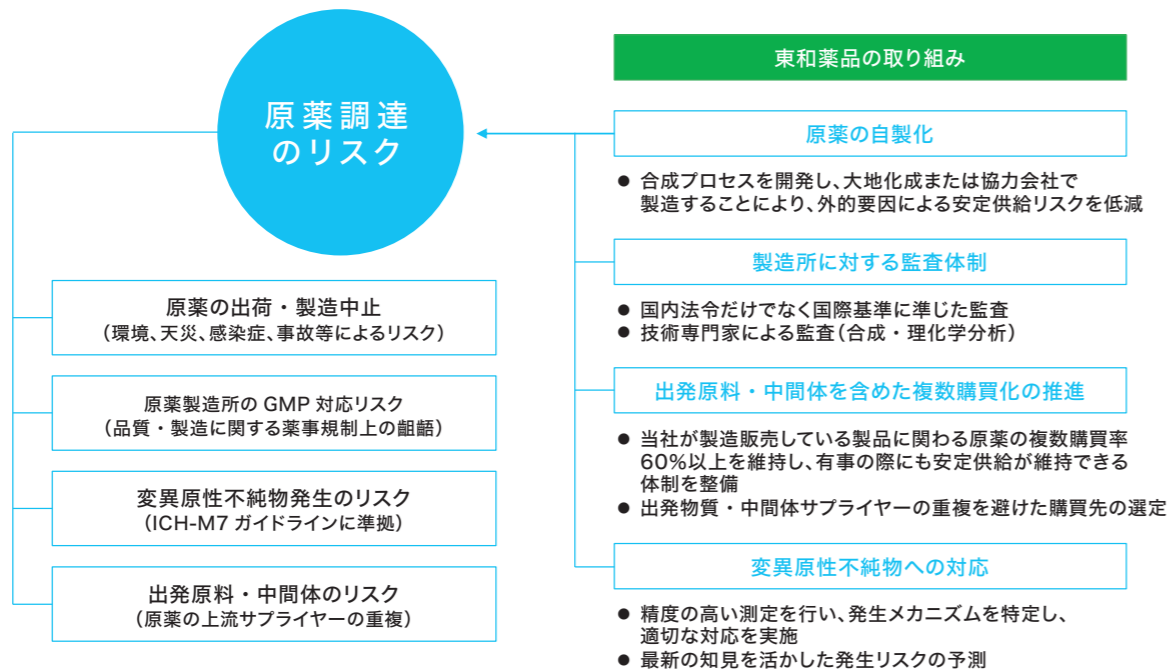 原薬調達
のリスク
原薬の出荷・製造中止
(環境、天災、感染症、事故等によるリスク)
原薬製造所の GMP 対応リスク
(品質・製造に関する薬事規制上の齟齬)
変異原性不純物発生のリスク
(ICH-M7 ガイドラインに準拠)
出発原料・中間体のリスク
(原薬の上流サプライヤーの重複)
東和薬品の取り組み
原薬の自製化
● 合成プロセスを開発し、大地化成または協力会社で
製造することにより、外的要因による安定供給リスクを低減
製造所に対する監査体制
● 国内法令だけでなく国際基準に準じた監査
● 技術専門家による監査(合成・理化学分析)
出発原料・中間体を含めた複数購買化の推進
● 当社が製造販売している製品に関わる原薬の複数購買率
60%以上を維持し、有事の際にも安定供給が維持できる
体制を整備
● 出発物質・中間体サプライヤーの重複を避けた購買先の選定
変異原性不純物への対応
● 精度の高い測定を行い、発生メカニズムを特定し、
適切な対応を実施
● 最新の知見を活かした発生リスクの予測